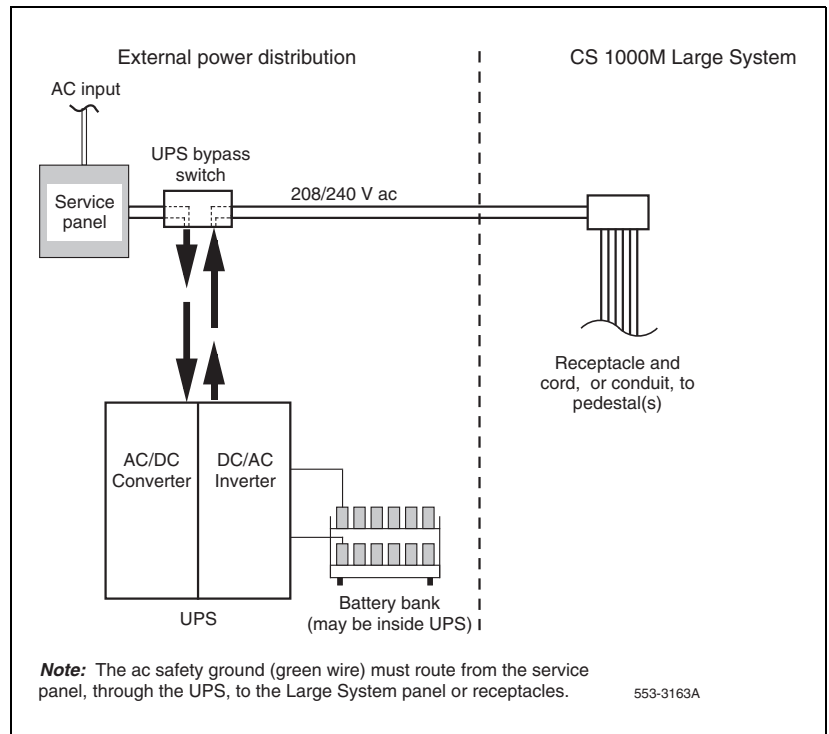 External power distribution
CS 1000M Large System
AC input
UPS bypass
switch
Service
panel
208/240 V ac
Receptacle and
cord, or conduit, to
pedestal(s)
AC/DC
Converter
DC/AC
Inverter
UPS
Battery bank
(may be inside UPS)
Note: The ac safety ground (green wire) must route from the service
panel, through the UPS, to the Large System panel or receptacles.
553-3163A